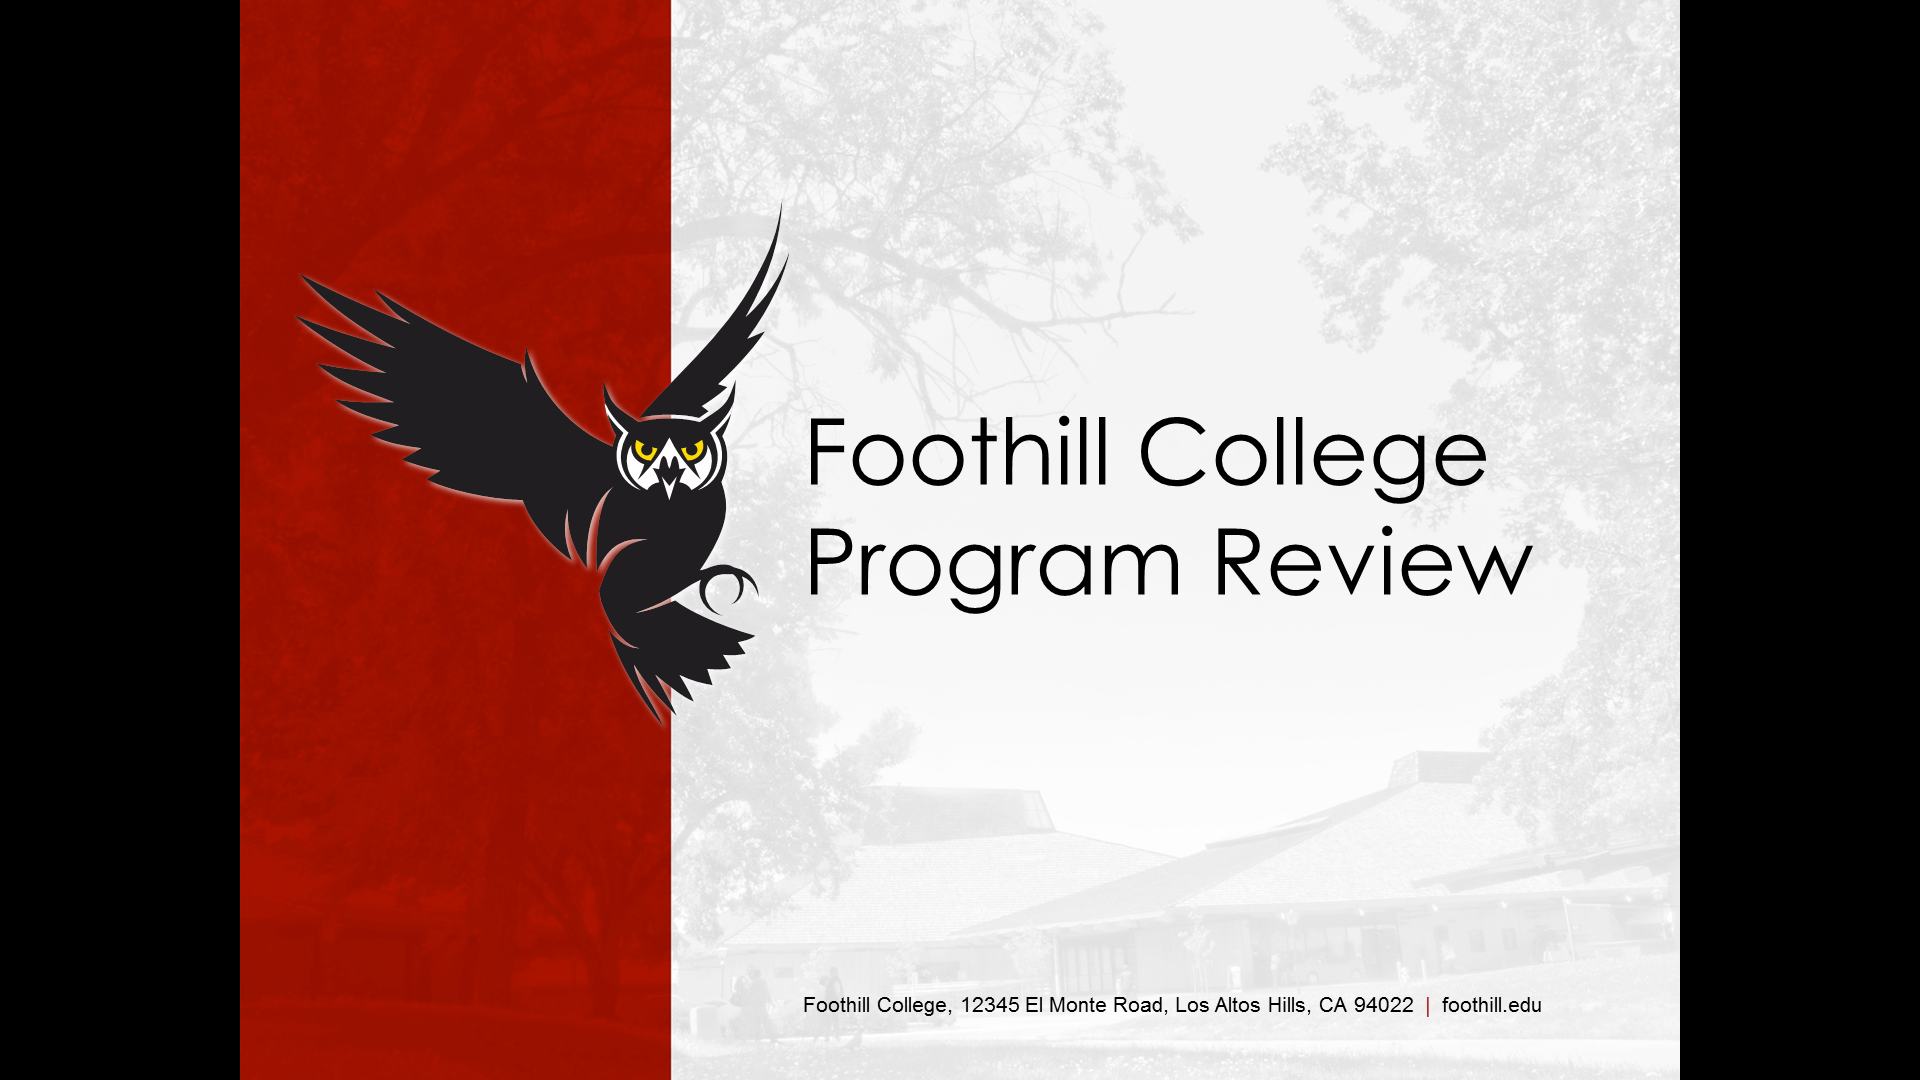 Foothill College
Program Review
Foothill College, 12345 El Monte Road, Los Altos Hills, CA 94022 | foothill.edu